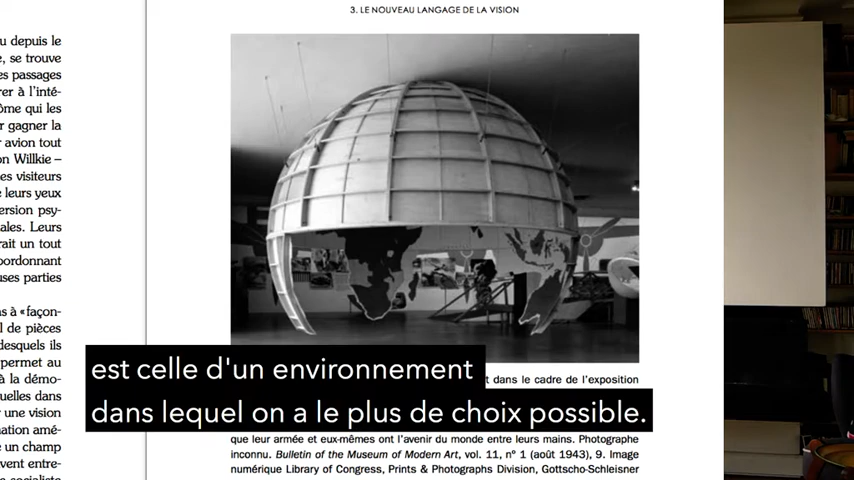 3. LE NOUVEAU LANGAGE DE LA VISION
u depuis le
, se trouve
es passages
rer à l'inté-
ôme qui les
r gagner la
r avion tout
on Willkie –
es visiteurs
e leurs yeux
ersion psy-
ales. Leurs
rait un tout
oordonnant
uses parties
ns à « façon-
l de pièces
desquels ils
permet au
à la démo-
uelles dans
r une vision
nation amé-
e un champ
vent entre-
socialiste
est celle d'un environnement
dans lequel on a le plus de choix possible.
t dans le cadre de l'exposition
que leur armée et eux-mêmes ont l'avenir du monde entre leurs mains. Photographe
inconnu. Bulletin of the Museum of Modern Art, vol. 11, n° 1 (août 1943), 9. Image
numérique Library of Congress, Prints & Photographs Division, Gottscho-Schleisner